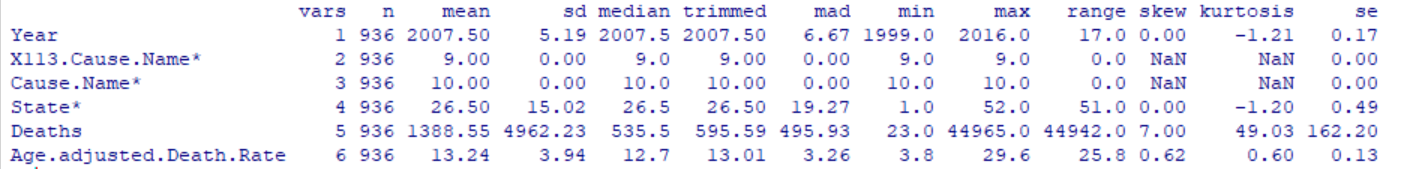 vars n mean sd median trimmed mad min max range skew kurtosis se
Year 1 936 2007.50 5.19 2007.5 2007.50 6.67 1999.0 2016.0 17.0 0.00 -1.21 0.17
X113.Cause.Name* 2 936 9.00 0.00 9.0 9.00 0.00 9.0 9.0 0.0 NaN NaN 0.00
Cause.Name* 3 936 10.00 0.00 10.0 10.00 0.00 10.0 10.0 0.0 NaN NaN 0.00
State* 4 936 26.50 15.02 26.5 26.50 19.27 1.0 52.0 51.0 0.00 -1.20 0.49
Deaths 5 936 1388.55 4962.23 535.5 595.59 495.93 23.0 44965.0 44942.0 7.00 49.03 162.20
Age.adjusted.Death.Rate 6 936 13.24 3.94 12.7 13.01 3.26 3.8 29.6 25.8 0.62 0.60 0.13